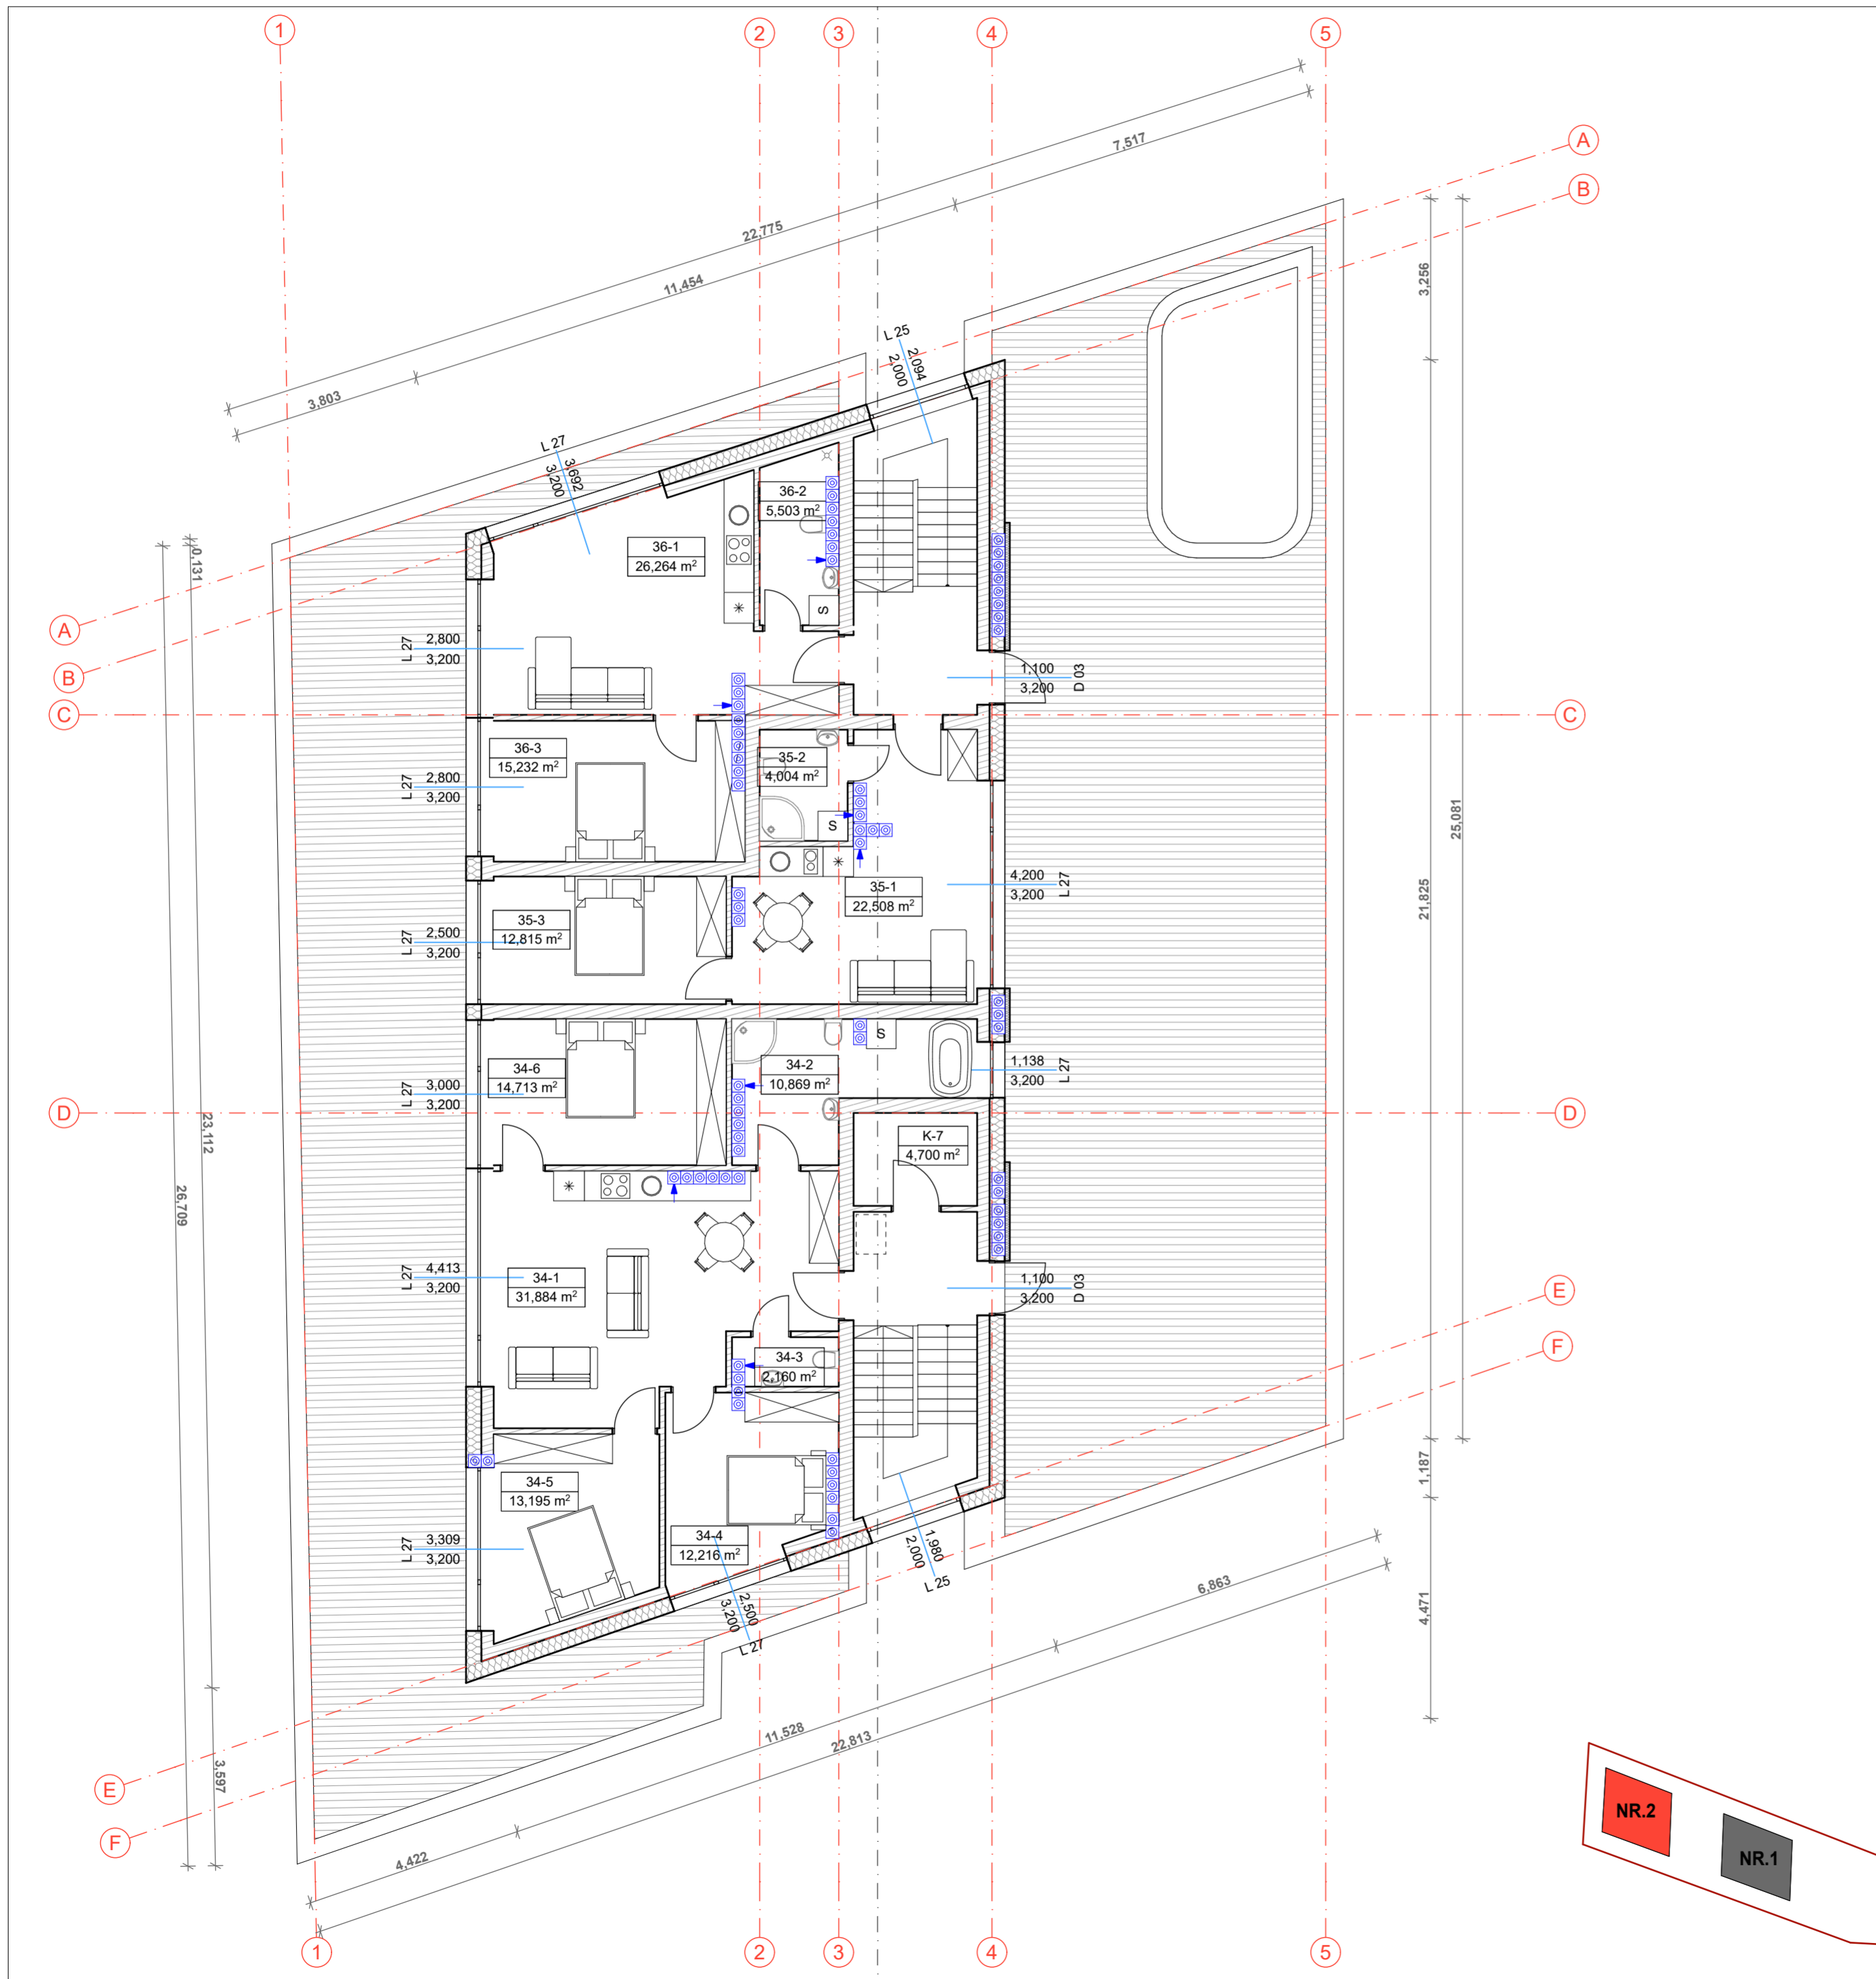 1
2
3
4
5
7,517
22,775
11,454
3,803
A
B
3,256
L 25
2,094
2,000
L 27
3,692
3,200
36-2
5,503 m²
36-1
26,264 m²
S
0,131
A
B
C
L 27
2,800
3,200
1,100
3,200
D 03
C
36-3
15,232 m²
L 27
2,800
3,200
35-2
4,004 m²
S
25,081
21,825
35-1
22,508 m²
4,200
3,200
L 27
35-3
12,815 m²
L 27
2,500
3,200
S
34-6
14,713 m²
34-2
10,869 m²
1,138
3,200
L 27
L 27
3,000
3,200
D
D
K-7
4,700 m²
23,112
26,709
34-1
31,884 m²
L 27
4,413
3,200
1,100
3,200
D 03
E
F
34-3
2,160 m²
34-5
13,195 m²
34-4
12,216 m²
L 27
3,309
3,200
1,187
1,980
2,000
L 25
2,500
3,200
L 27
6,863
4,471
11,528
22,813
3,597
E
F
4,422
NR.2
NR.1
1
2
3
4
5